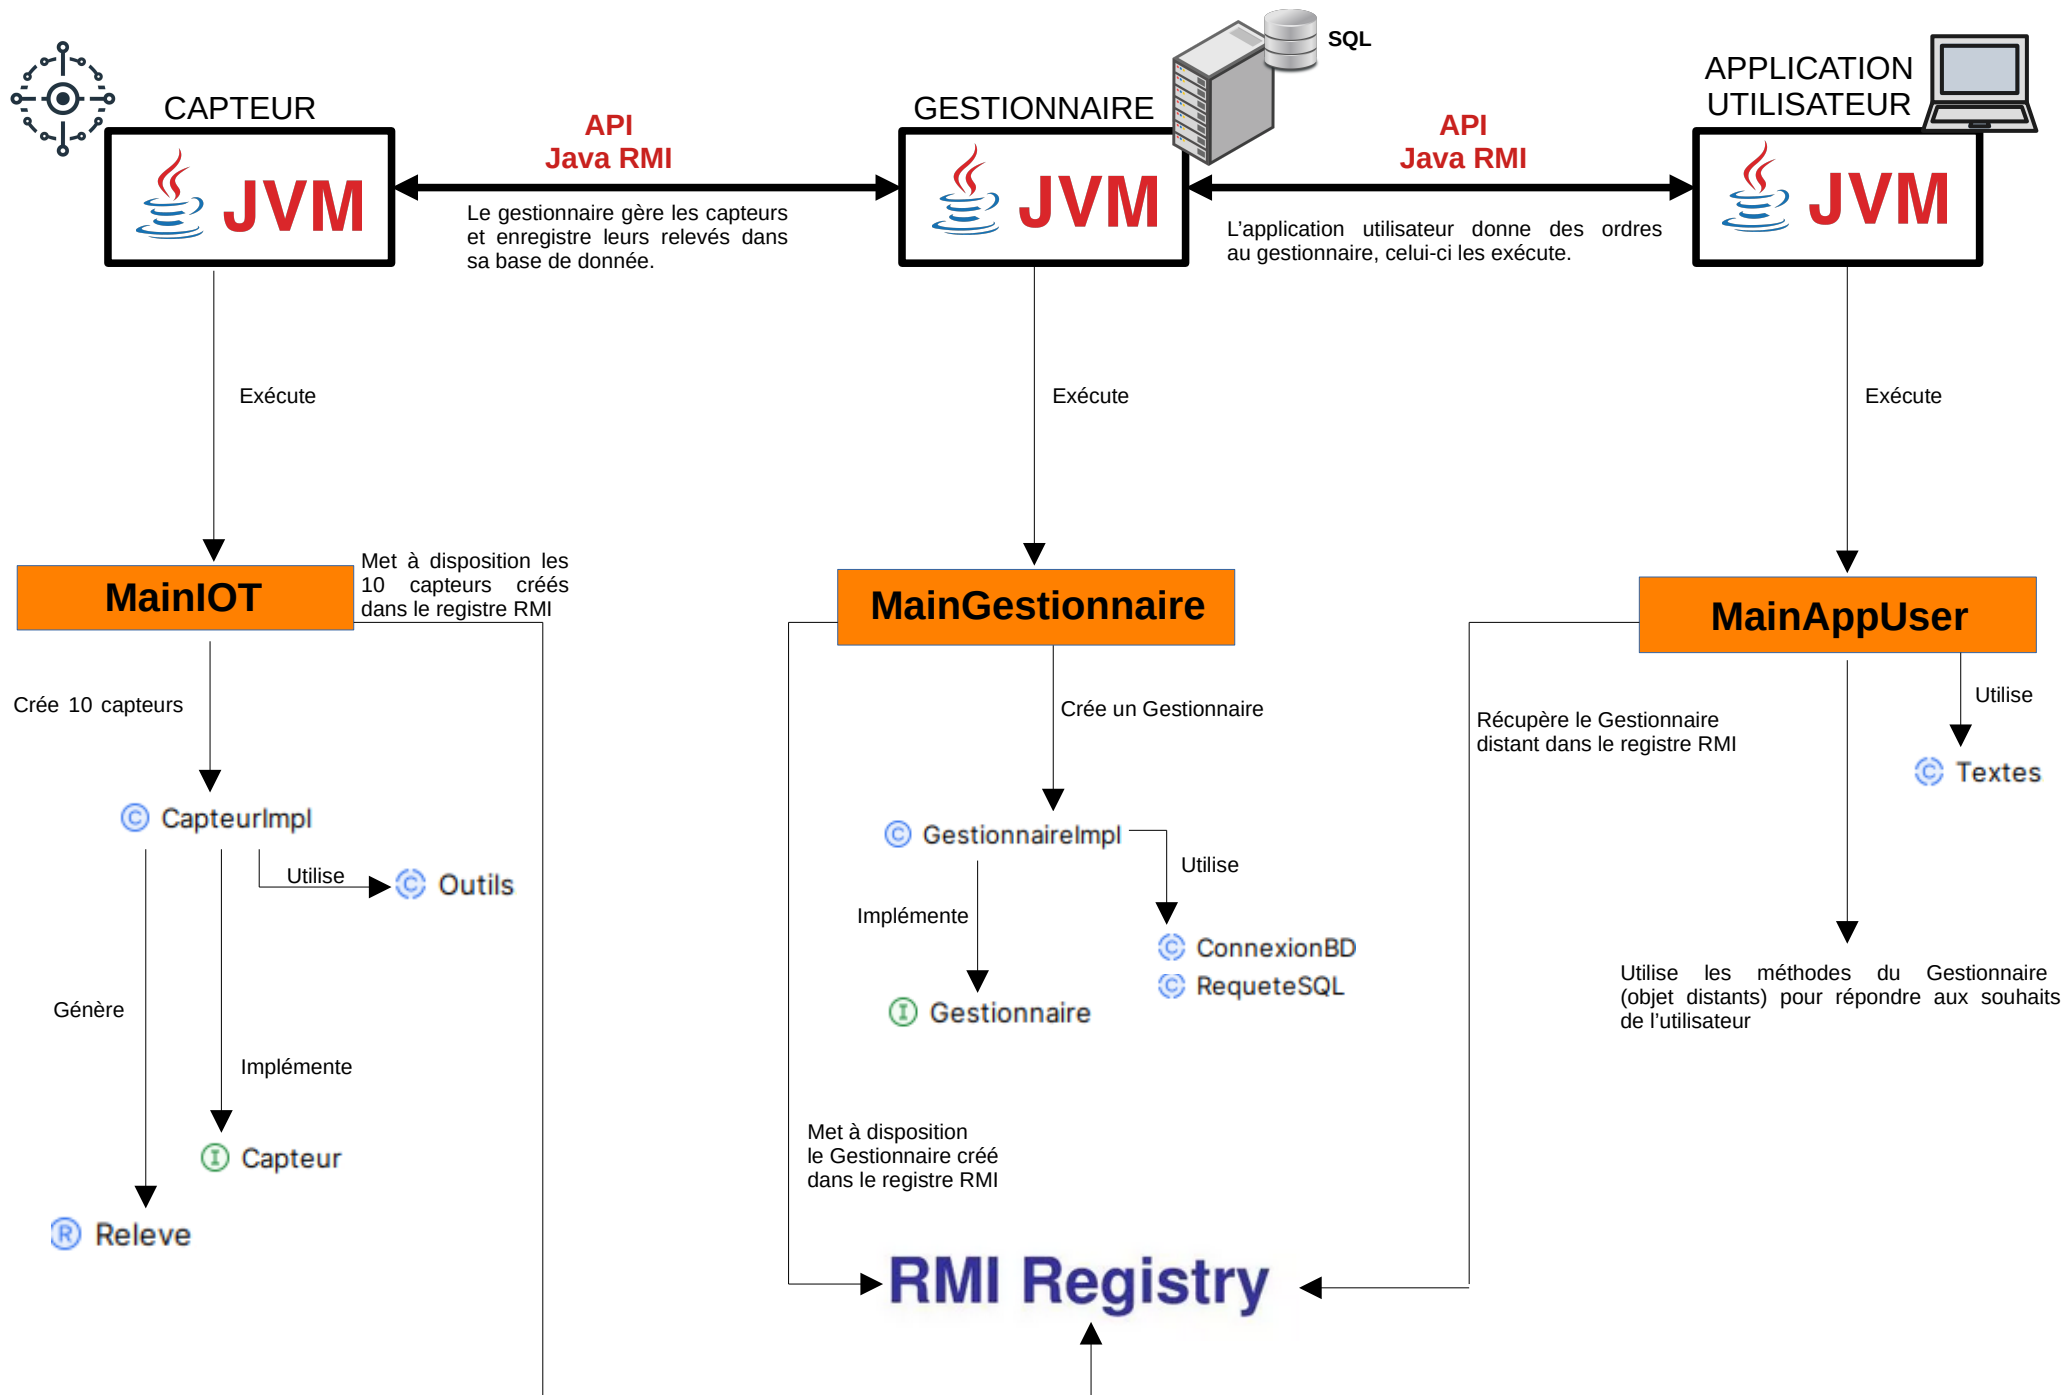 SQL
CAPTEUR
GESTIONNAIRE
APPLICATION
UTILISATEUR
API
Java RMI
API
Java RMI
JVM
JVM
JVM
Le gestionnaire gère les capteurs
et enregistre leurs relevés dans
sa base de donnée.
L'application utilisateur donne des ordres
au gestionnaire, celui-ci les exécute.
Exécute
Exécute
Exécute
MainIOT
Met à disposition les
10 capteurs créés
dans le registre RMI
MainGestionnaire
MainAppUser
Crée 10 capteurs
Crée un Gestionnaire
Récupère le Gestionnaire
distant dans le registre RMI
Utilise
C Textes
C CapteurImpl
Utilise
C Outils
C GestionnaireImpl
Utilise
Implémente
C ConnexionBD
C RequeteSQL
I Gestionnaire
Utilise les méthodes du Gestionnaire
(objet distants) pour répondre aux souhaits
de l'utilisateur
Génère
Implémente
I Capteur
R Releve
Met à disposition
le Gestionnaire créé
dans le registre RMI
RMI Registry